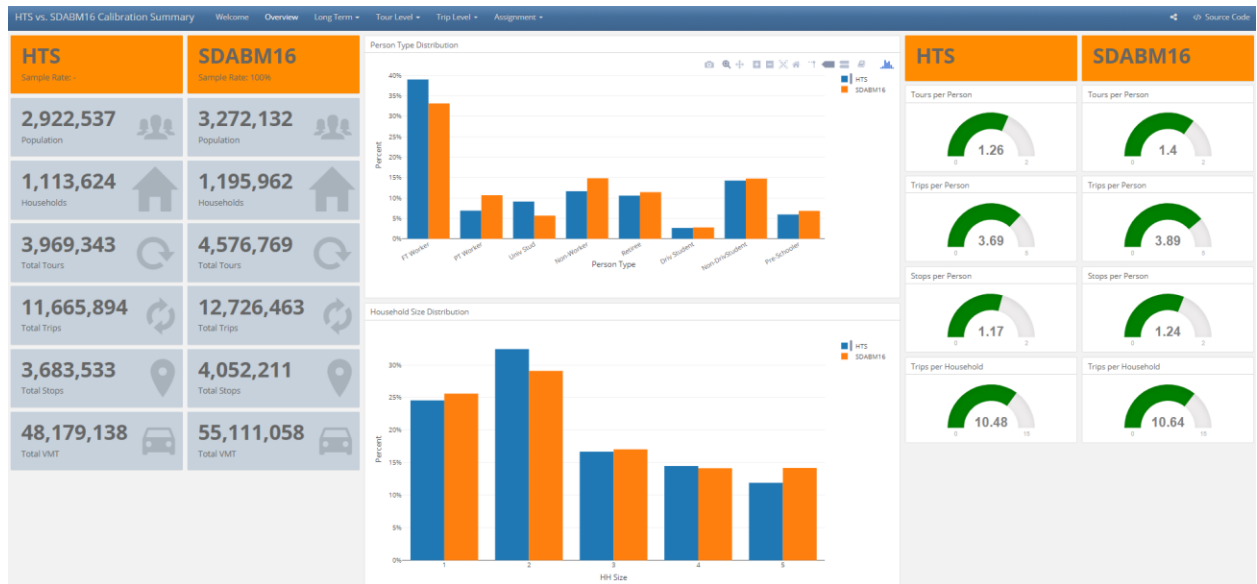 HTS vs. SDABM16 Calibration Summary Welcome Overview Long Term Tour Level Trip Level Assignment </> Source Code
HTS
Sample Rate: -
SDABM16
Sample Rate: 100%
2,922,537
Population
3,272,132
Population
1,113,624
Households
1,195,962
Households
3,969,343
Total Tours
4,576,769
Total Tours
11,665,894
Total Trips
12,726,463
Total Trips
3,683,533
Total Stops
4,052,211
Total Stops
48,179,138
Total VMT
55,111,058
Total VMT
Person Type Distribution
HTS
SDABM16
40%
35%
30%
25%
20%
15%
10%
5%
0%
Percent
FT Worker PT Worker Univ Stud Non-Worker Retiree Driv Student Non-DrivStudent Pre-Schooler
Person Type
Household Size Distribution
HTS
SDABM16
30%
25%
20%
15%
10%
5%
0%
Percent
1 2 3 4 5
HH Size
HTS
SDABM16
Tours per Person
1.26
0 2
Tours per Person
1.4
0 2
Trips per Person
3.69
0
Trips per Person
3.89
0
Stops per Person
1.17
0 2
Stops per Person
1.24
0 2
Trips per Household
10.48
0 15
Trips per Household
10.64
0 15